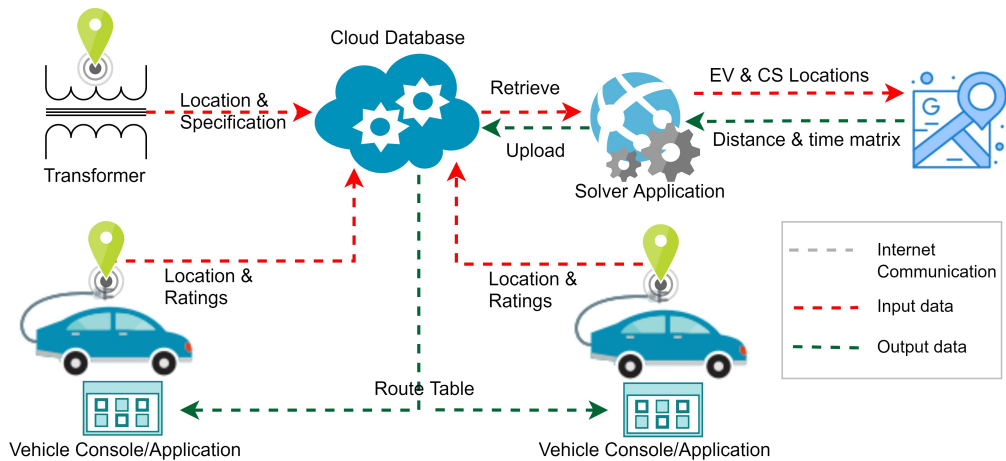 Cloud Database
Location &
Specification
Retrieve
Upload
EV & CS Locations
G
Distance & time matrix
Transformer
Solver Application
Location &
Ratings
Location &
Ratings
Internet
Communication
Input data
Output data
Route Table
Vehicle Console/Application
Vehicle Console/Application